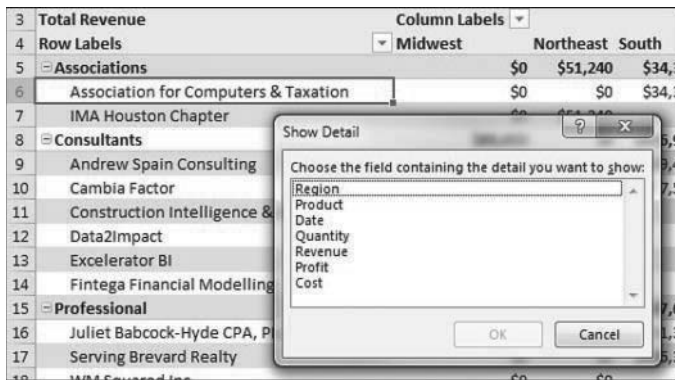 3 Total Revenue Column Labels
4 Row Labels Midwest Northeast South
5 Associations $0 $51,240
6 Association for Computers & Taxation $0 $0
7 IMA Houston Chapter
Show Detail
8 Consultants
Choose the field containing the detail you want to show:
9 Andrew Spain Consulting
Region
10 Cambia Factor
Product
Date
11 Construction Intelligence &
Quantity
12 Data2Impact
Revenue
13 Excelerator BI
Profit
Cost
14 Fintega Financial Modelling
15 Professional
16 Juliet Babcock-Hyde CPA,
OK Cancel
17 Serving Brevard Realty
$0 $0